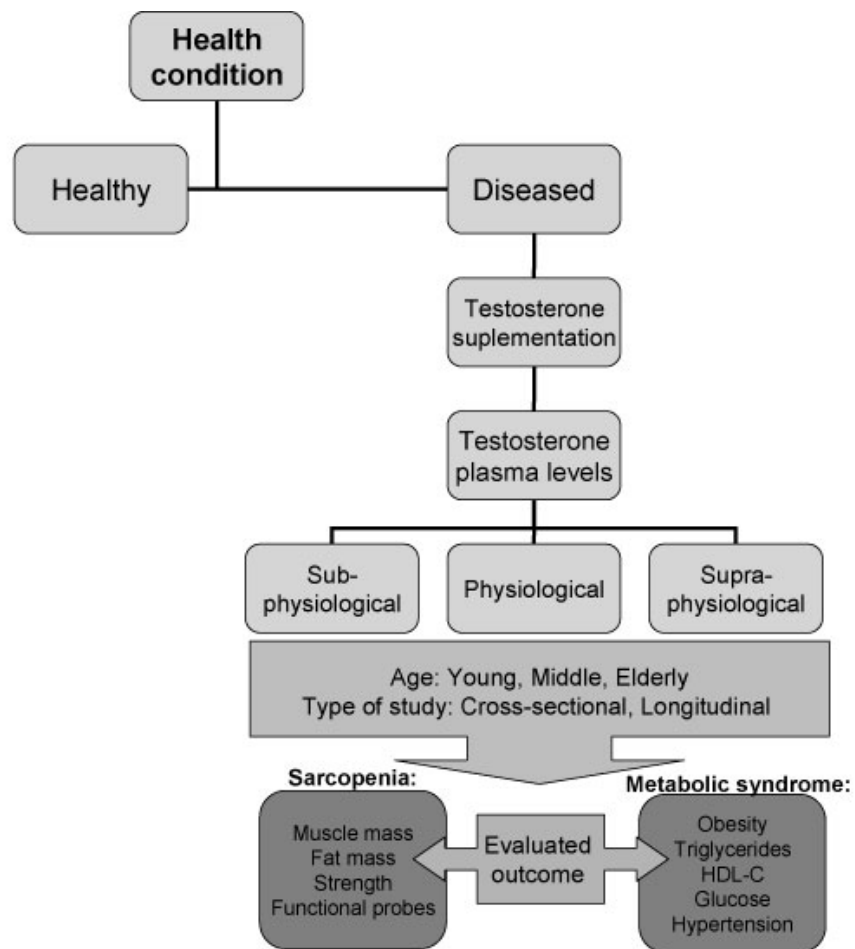 Health
condition
Healthy
Diseased
Testosterone
suplementation
Testosterone
plasma levels
Sub-
physiological
Physiological
Supra-
physiological
Age: Young, Middle, Elderly
Type of study: Cross-sectional, Longitudinal
Sarcopenia:
Muscle mass
Fat mass
Strength
Functional probes
Evaluated
outcome
Metabolic syndrome:
Obesity
Triglycerides
HDL-C
Glucose
Hypertension